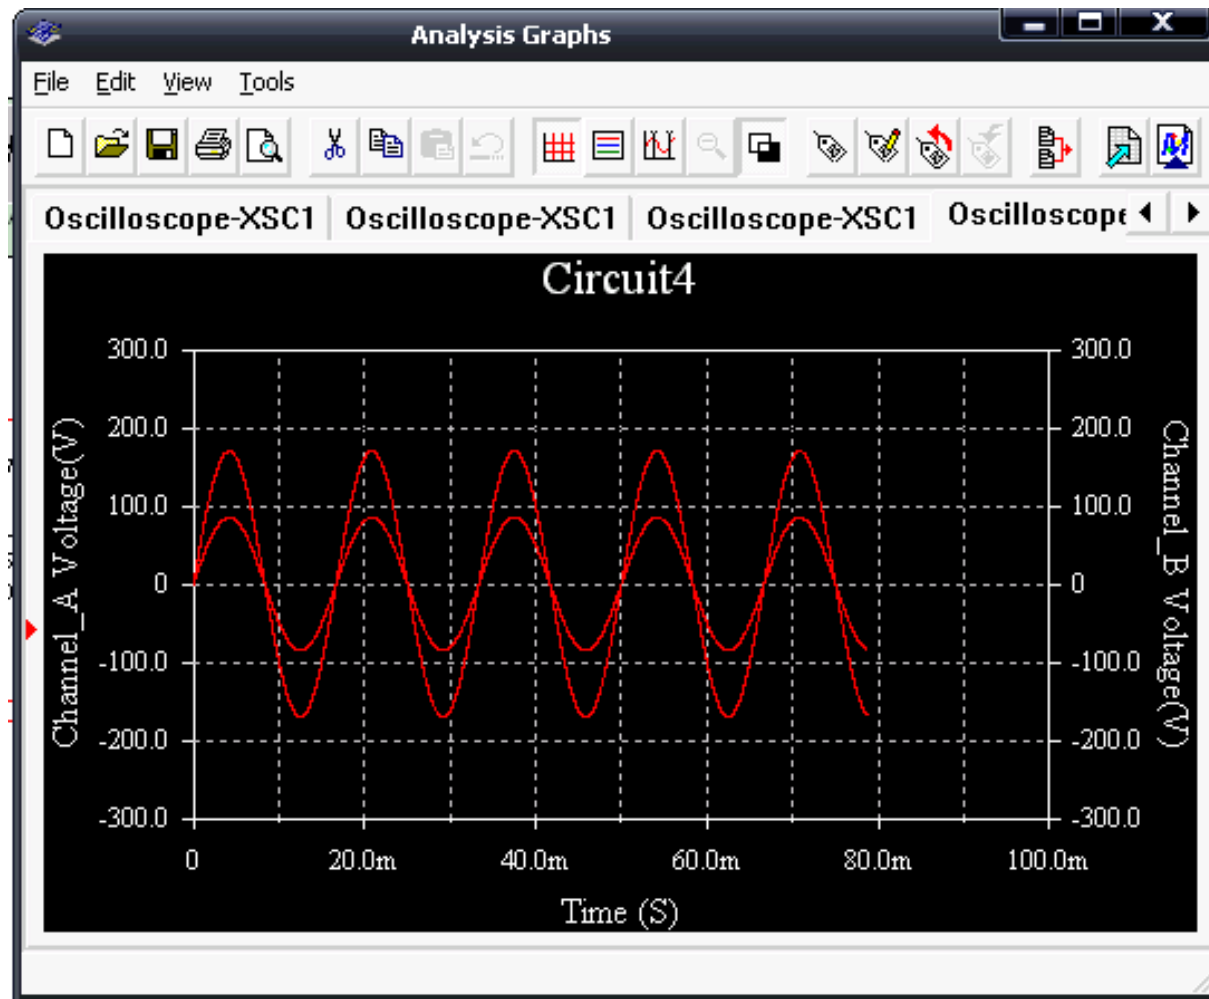 Analysis Graphs
File Edit View Tools
Oscilloscope-XSC1 Oscilloscope-XSC1 Oscilloscope-XSC1 Oscilloscope
Circuit4
300.0 300.0
200.0 200.0
100.0 100.0
0 0
-100.0 -100.0
-200.0 -200.0
-300.0 -300.0
Channel_A Voltage(V)
Channel_B Voltage(V)
0 20.0m 40.0m 60.0m 80.0m 100.0m
Time (S)